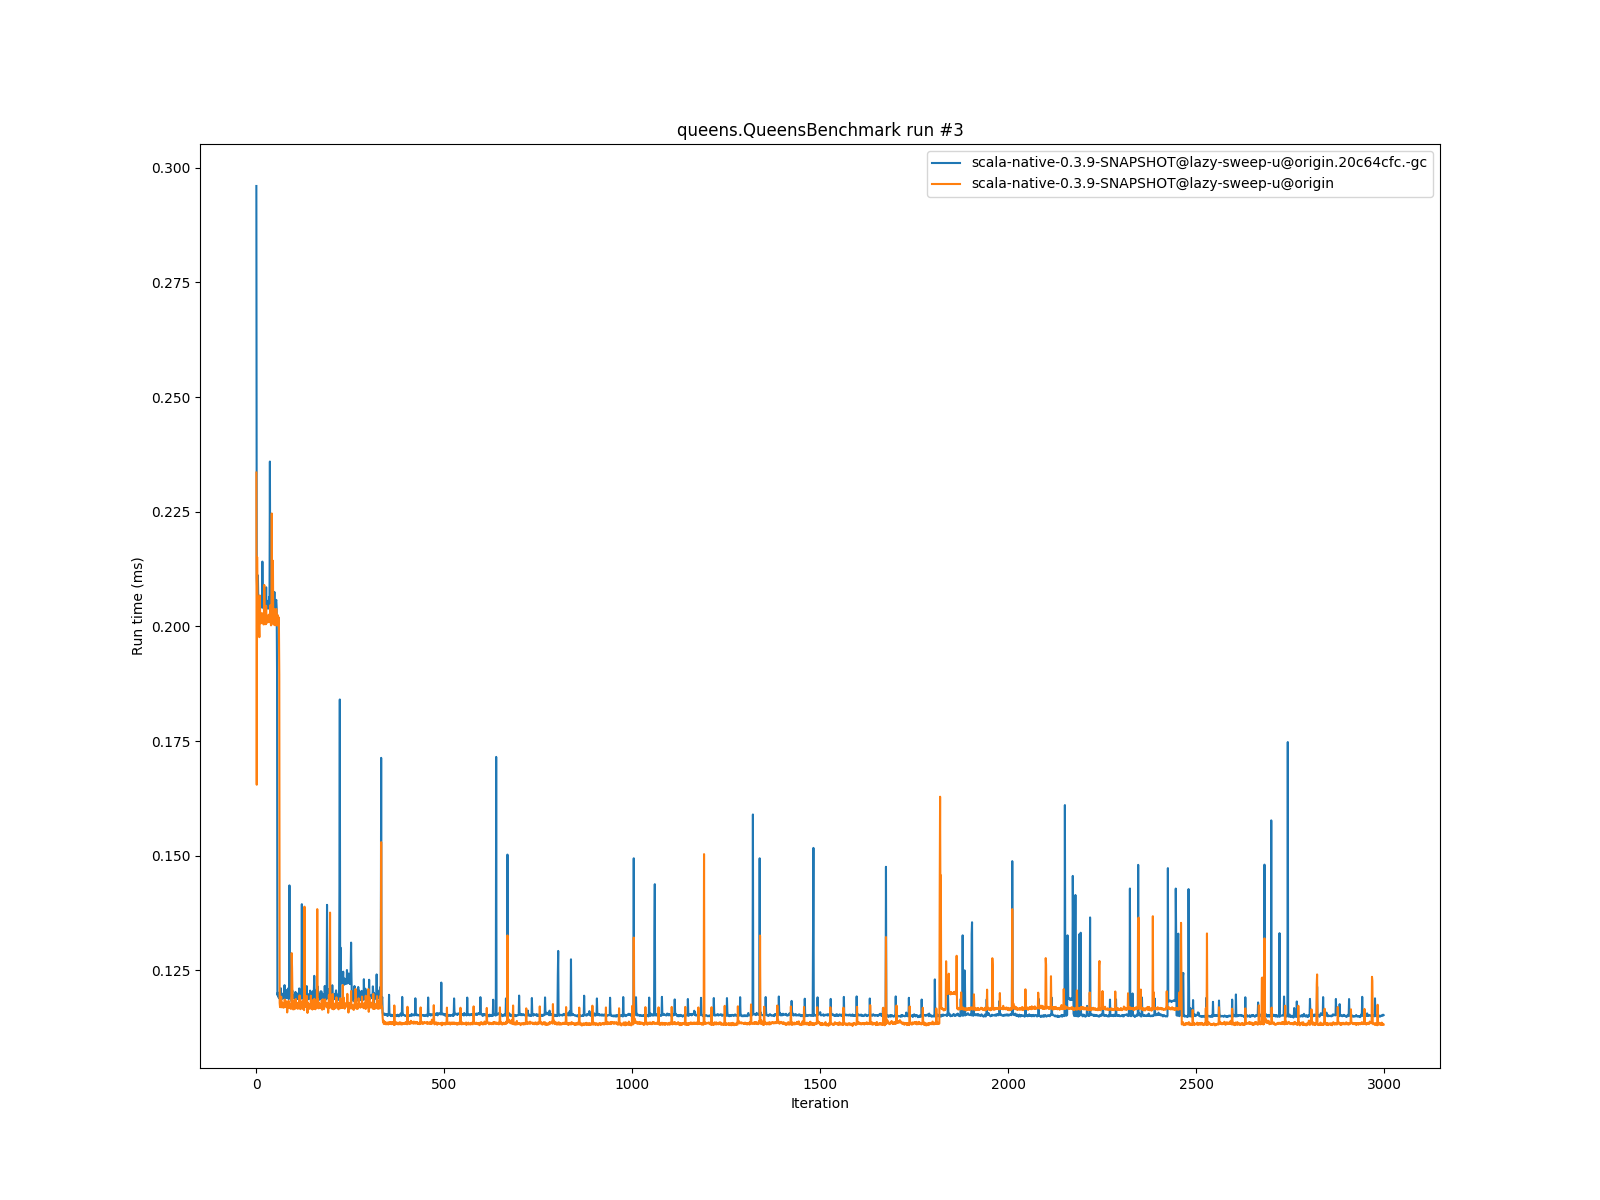 queens.QueensBenchmark run #3
scala-native-0.3.9-SNAPSHOT@lazy-sweep-u@origin.20c64cfc.-gc
scala-native-0.3.9-SNAPSHOT@lazy-sweep-u@origin
0.300
0.275
0.250
0.225
0.200
0.175
0.150
0.125
Run time (ms)
0 500 1000 1500 2000 2500 3000
Iteration